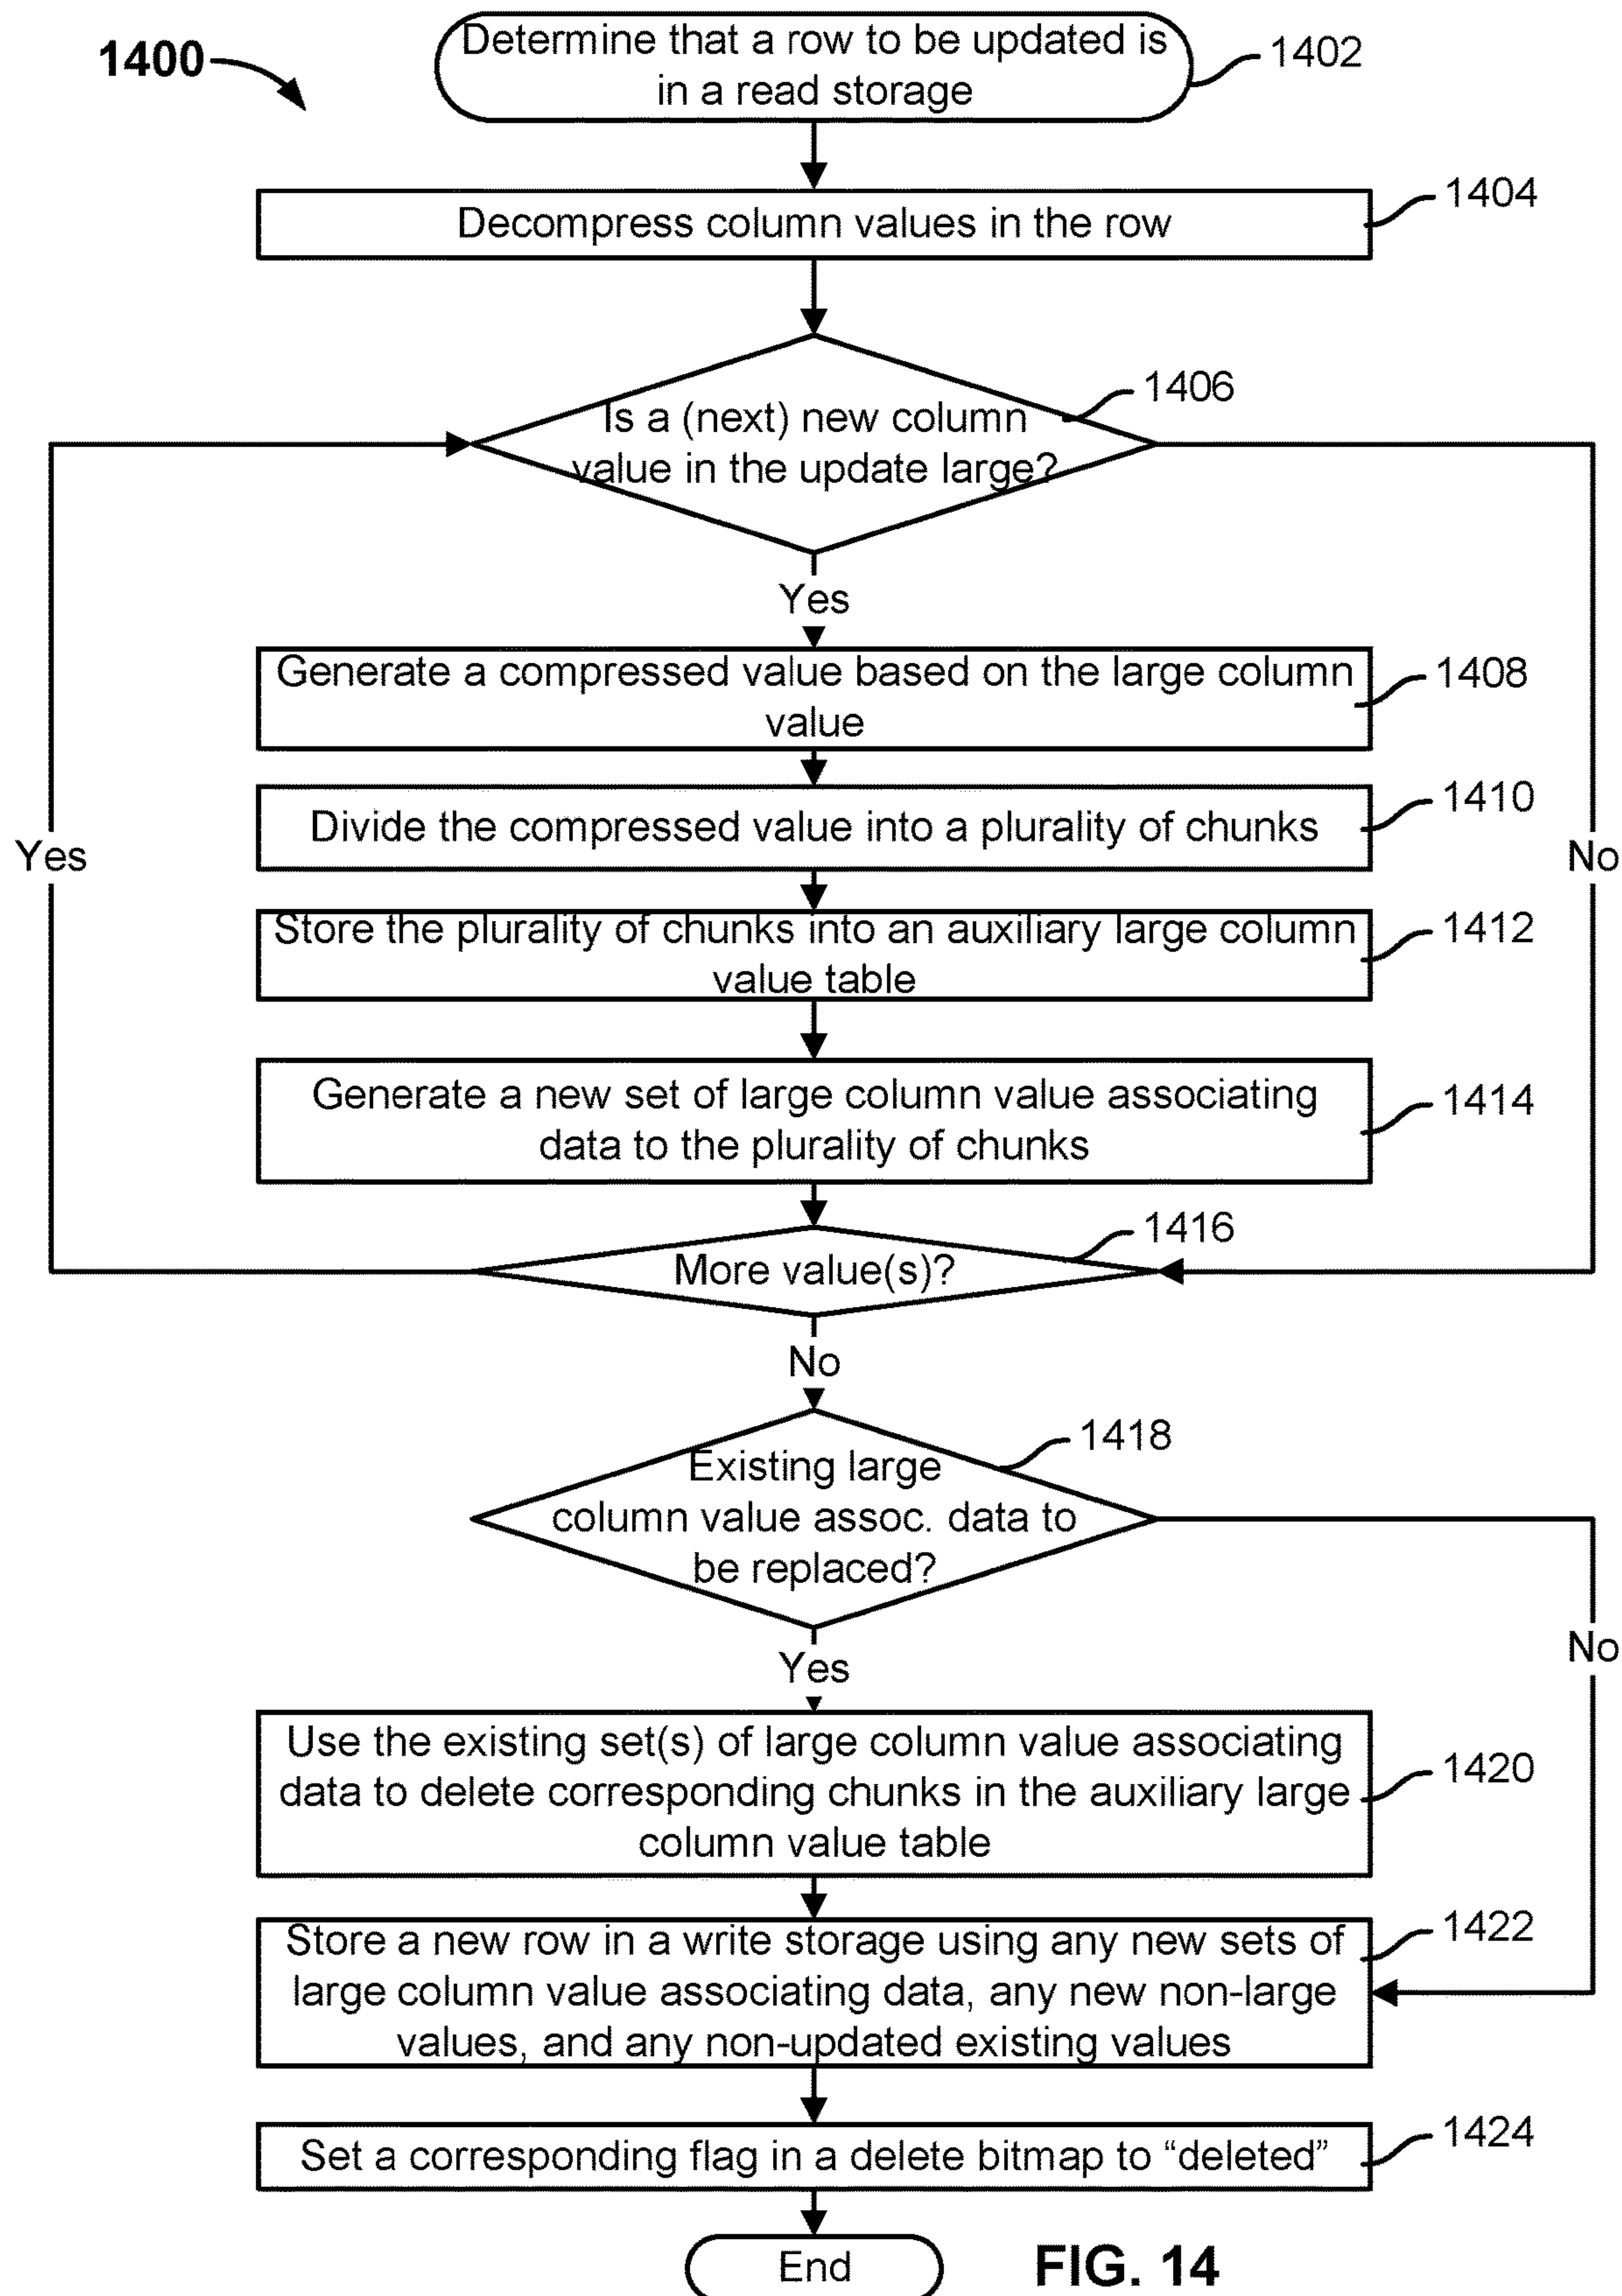 1400
Determine that a row to be updated is
in a read storage
1402
Decompress column values in the row
1404
Is a (next) new column
value in the update large?
1406
Yes
Generate a compressed value based on the large column
value
1408
Divide the compressed value into a plurality of chunks
1410
Yes
No
Store the plurality of chunks into an auxiliary large column
value table
1412
Generate a new set of large column value associating
data to the plurality of chunks
1414
More value(s)?
1416
No
Existing large
column value assoc. data to
be replaced?
1418
Yes
No
Use the existing set(s) of large column value associating
data to delete corresponding chunks in the auxiliary large
column value table
1420
Store a new row in a write storage using any new sets of
large column value associating data, any new non-large
values, and any non-updated existing values
1422
Set a corresponding flag in a delete bitmap to “deleted”
1424
End
FIG. 14